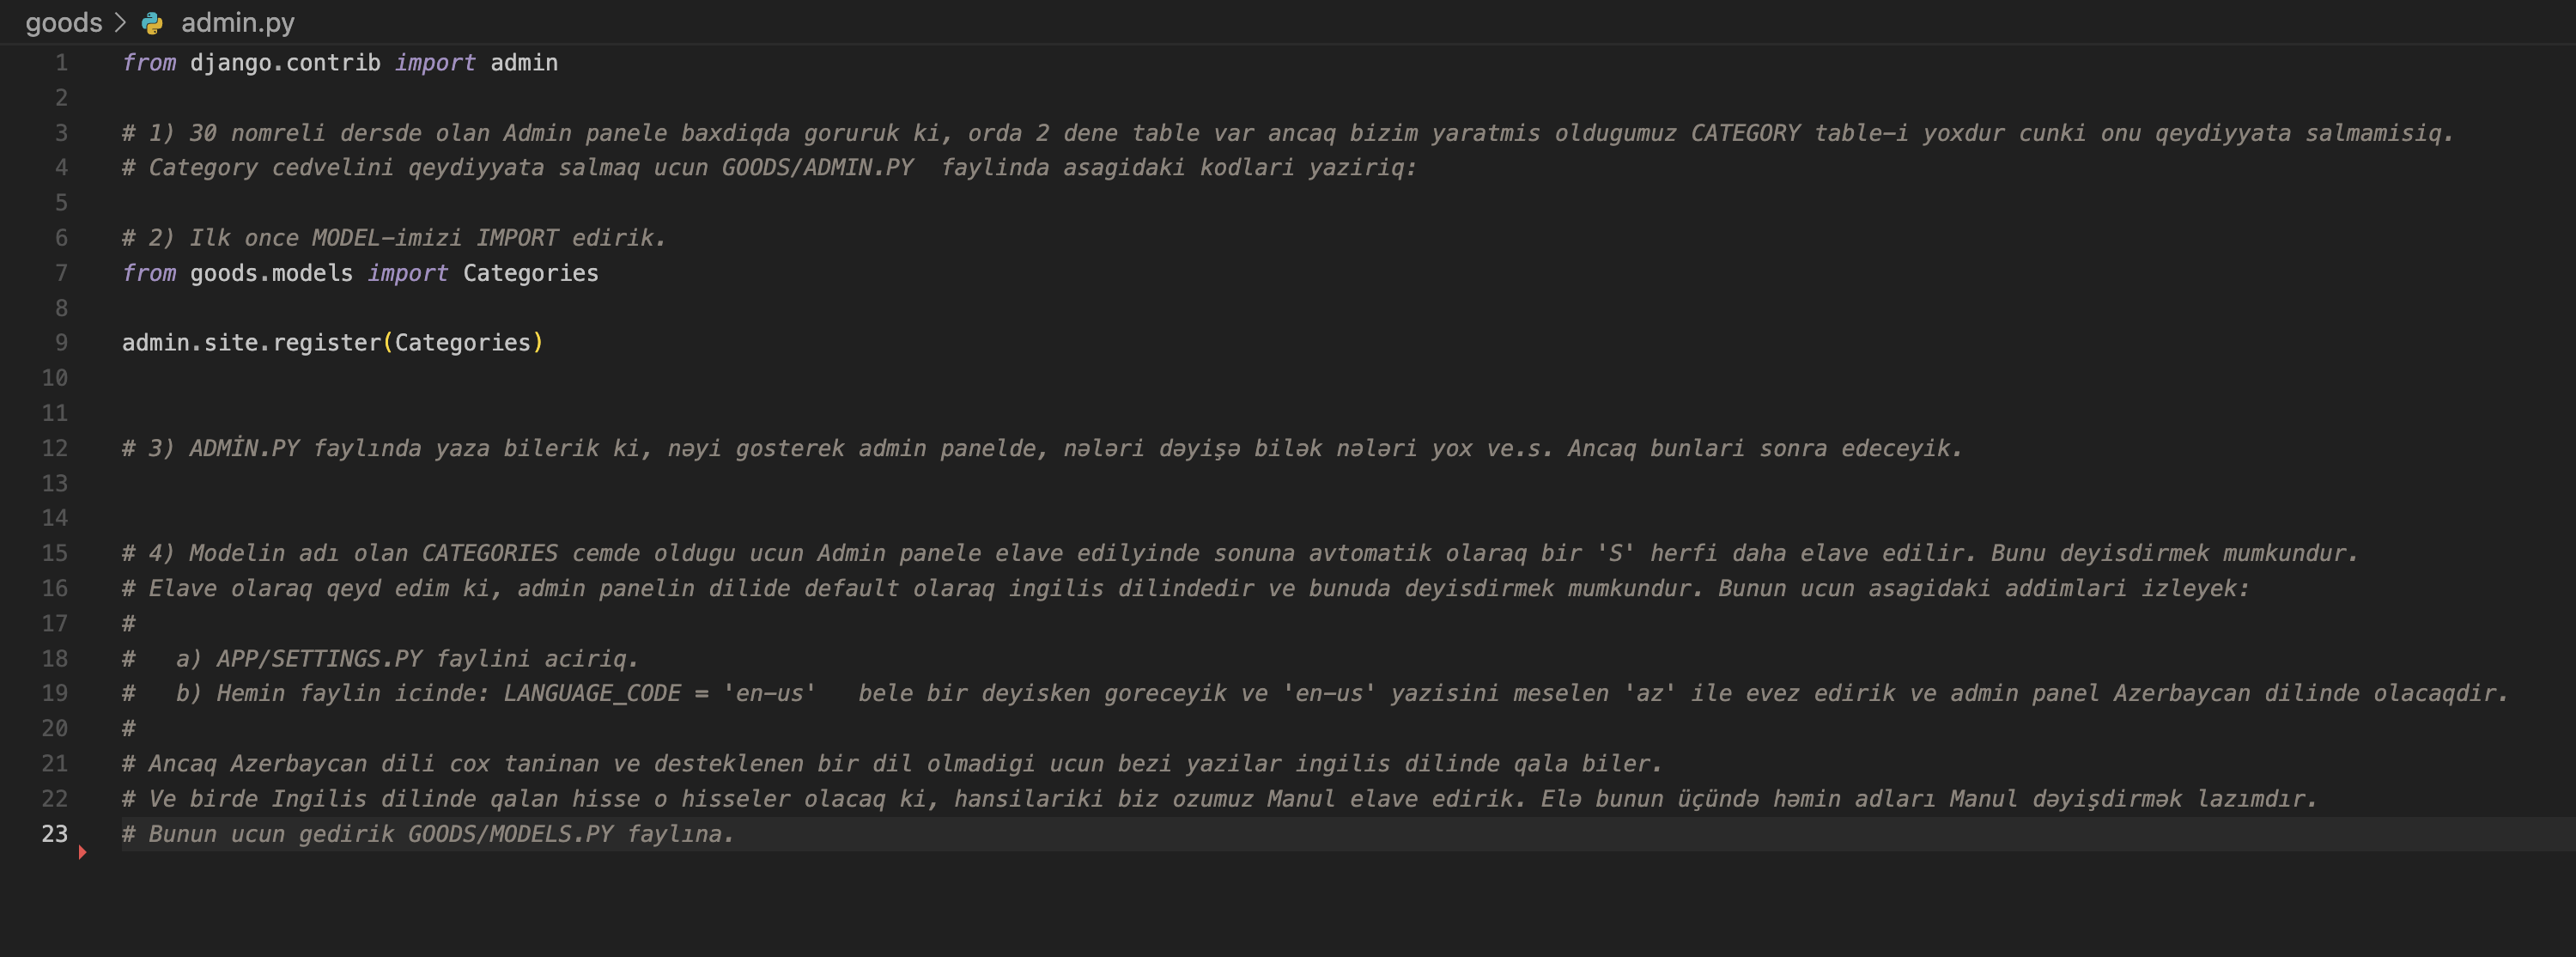 goods > admin.py
1 from django.contrib import admin
2
3 # 1) 30 nomreli dersde olan Admin panele baxdiqda goruruk ki, orda 2 dene table var ancaq bizim yaratmis oldugumuz CATEGORY table-i yoxdur cunki onu qeydiyyata salmamisiq.
4 # Category cedvelini qeydiyyata salmaq ucun GOODS/ADMIN.PY  faylinda asagidaki kodlari yaziriq:
5
6 # 2) Ilk once MODEL-imizi IMPORT edirik.
7 from goods.models import Categories
8
9 admin.site.register(Categories)
10
11
12 # 3) ADMİN.PY faylında yaza bilerik ki, nəyi gosterek admin panelde, nələri dəyişə bilək nələri yox ve.s. Ancaq bunlari sonra edeceyik.
13
14
15 # 4) Modelin adı olan CATEGORIES cemde oldugu ucun Admin panele elave edilyinde sonuna avtomatik olaraq bir 'S' herfi daha elave edilir. Bunu deyisdirmek mumkundur.
16 # Elave olaraq qeyd edim ki, admin panelin dilide default olaraq ingilis dilindedir ve bunuda deyisdirmek mumkundur. Bunun ucun asagidaki addimlari izleyek:
17 #
18 #   a) APP/SETTINGS.PY faylini aciriq.
19 #   b) Hemin faylin icinde: LANGUAGE_CODE = 'en-us'   bele bir deyisken goreceyik ve 'en-us' yazisini meselen 'az' ile evez edirik ve admin panel Azerbaycan dilinde olacaqdir.
20 #
21 # Ancaq Azerbaycan dili cox taninan ve desteklenen bir dil olmadigi ucun bezi yazilar ingilis dilinde qala biler.
22 # Ve birde Ingilis dilinde qalan hisse o hisseler olacaq ki, hansilariki biz ozumuz Manul elave edirik. Elə bunun üçündə həmin adları Manul dəyişdirmək lazımdır.
23 # Bunun ucun gedirik GOODS/MODELS.PY faylına.